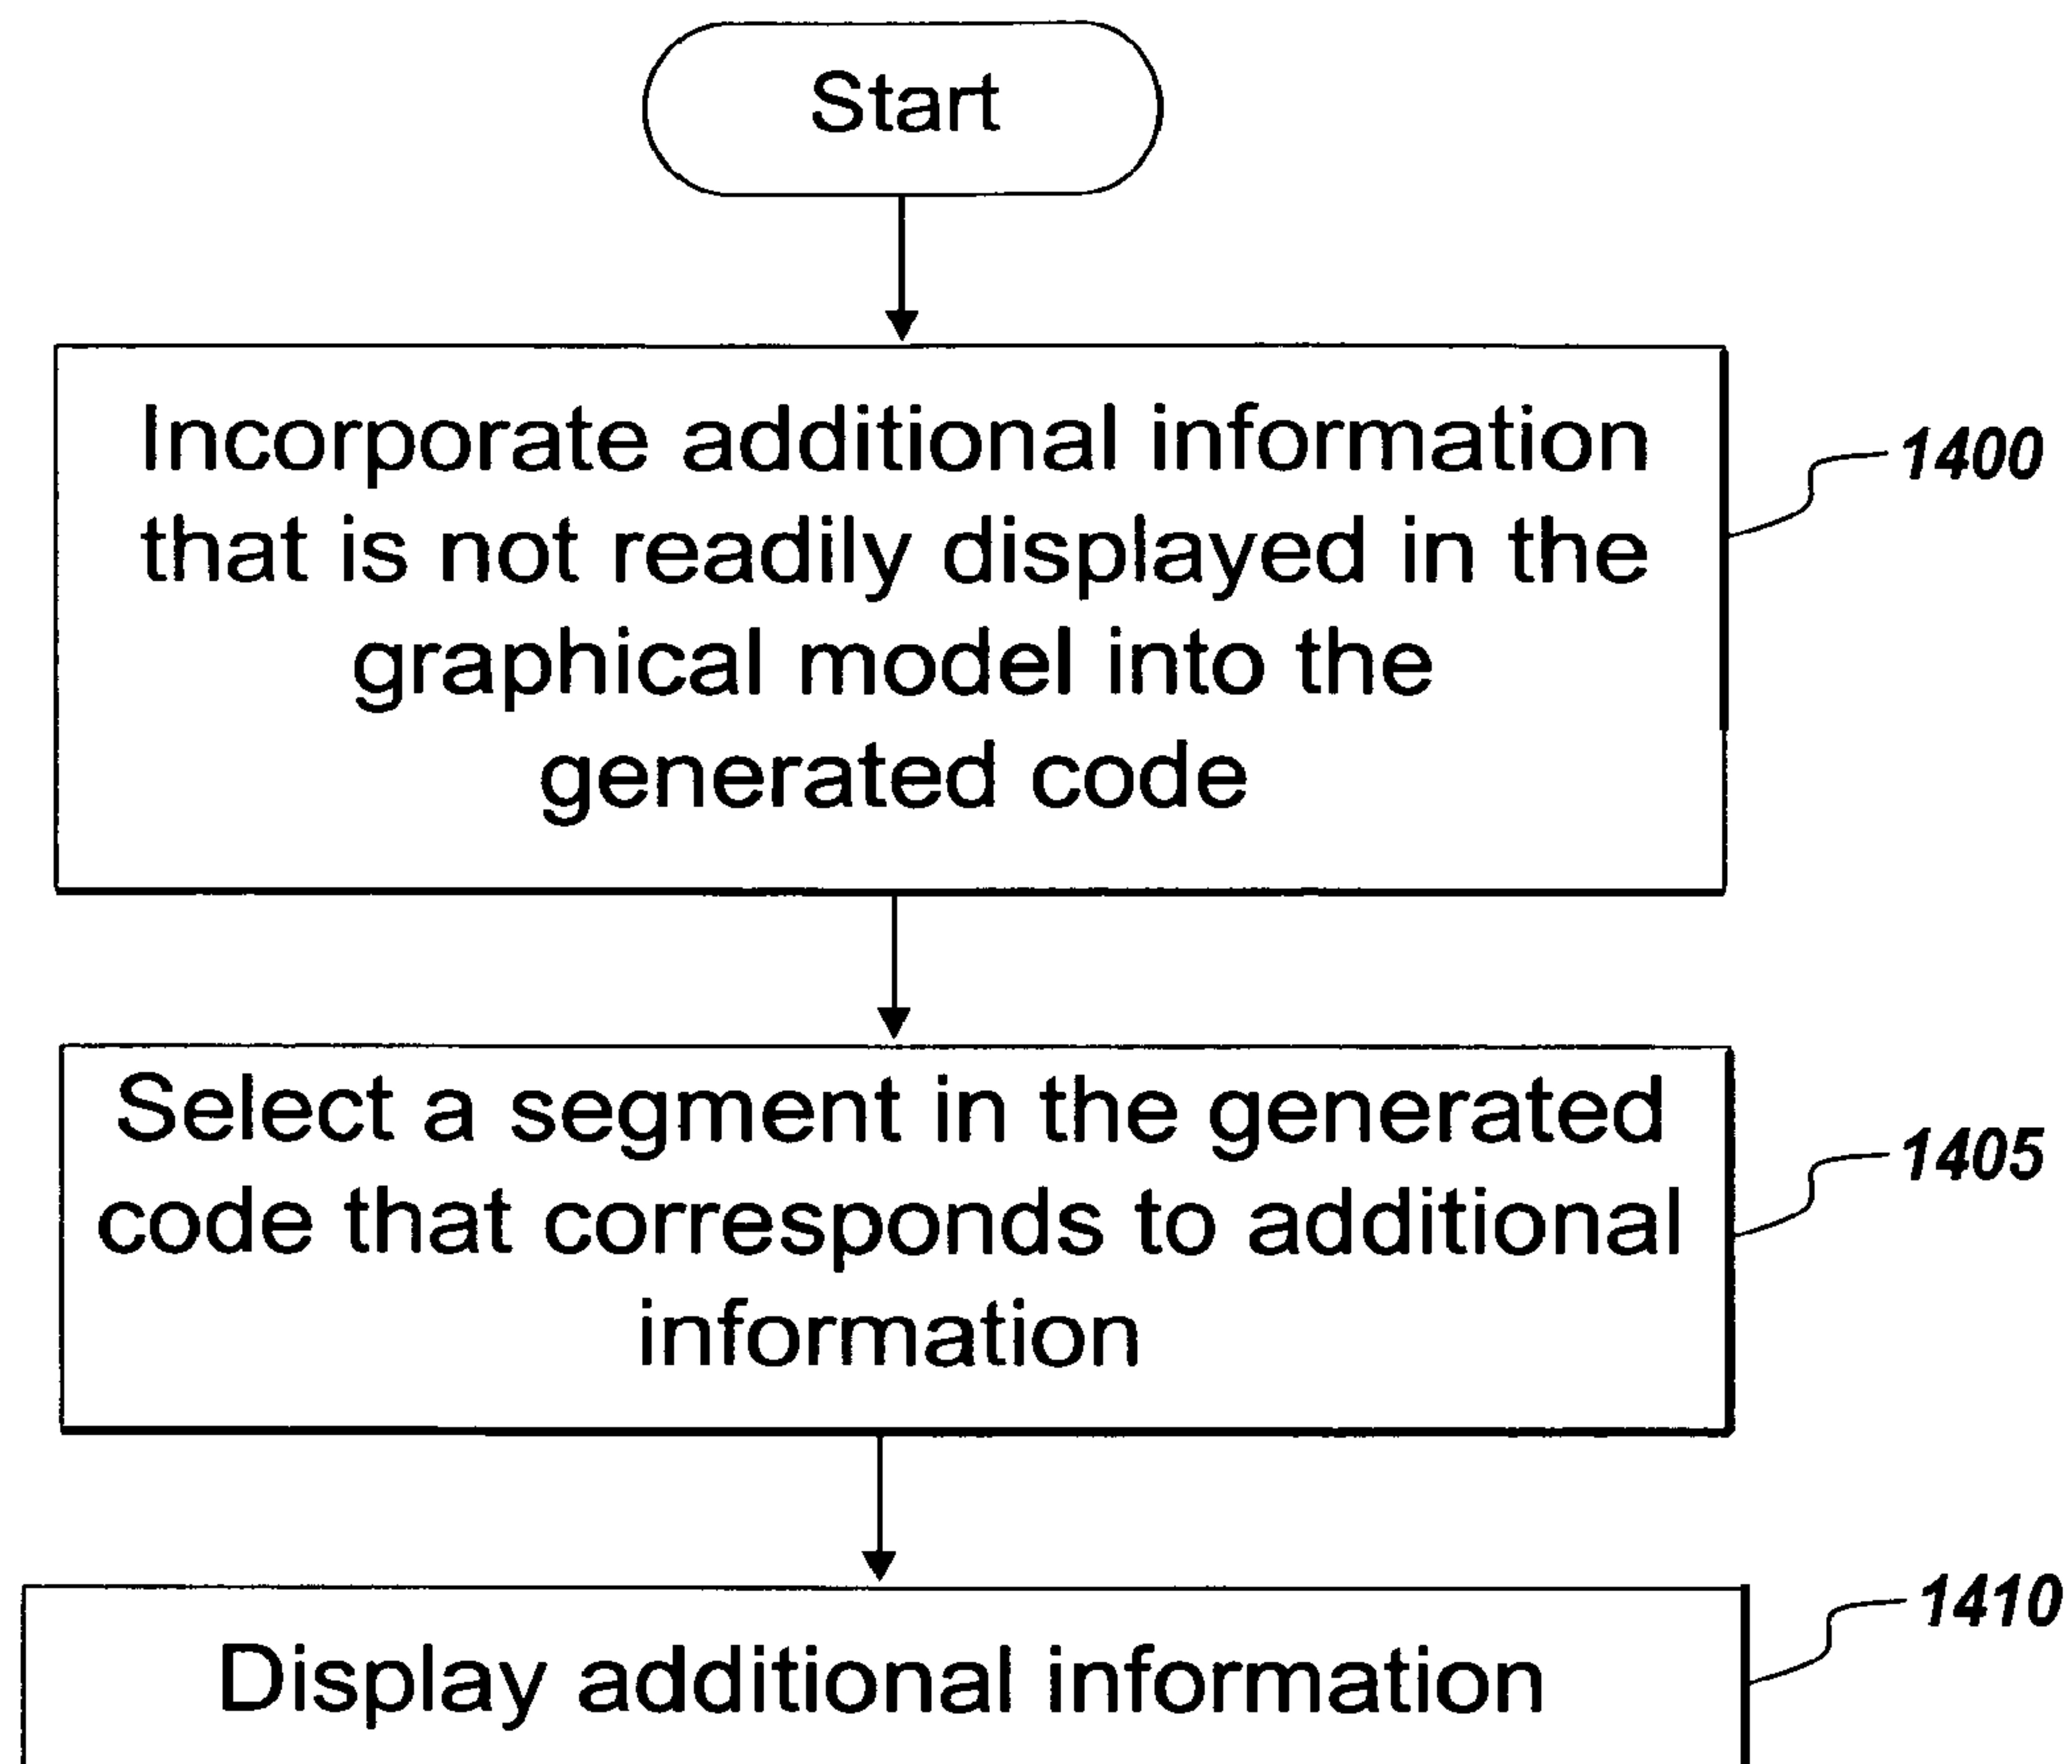 Start
Incorporate additional information
that is not readily displayed in the
graphical model into the
generated code
1400
Select a segment in the generated
code that corresponds to additional
information
1405
Display additional information
1410